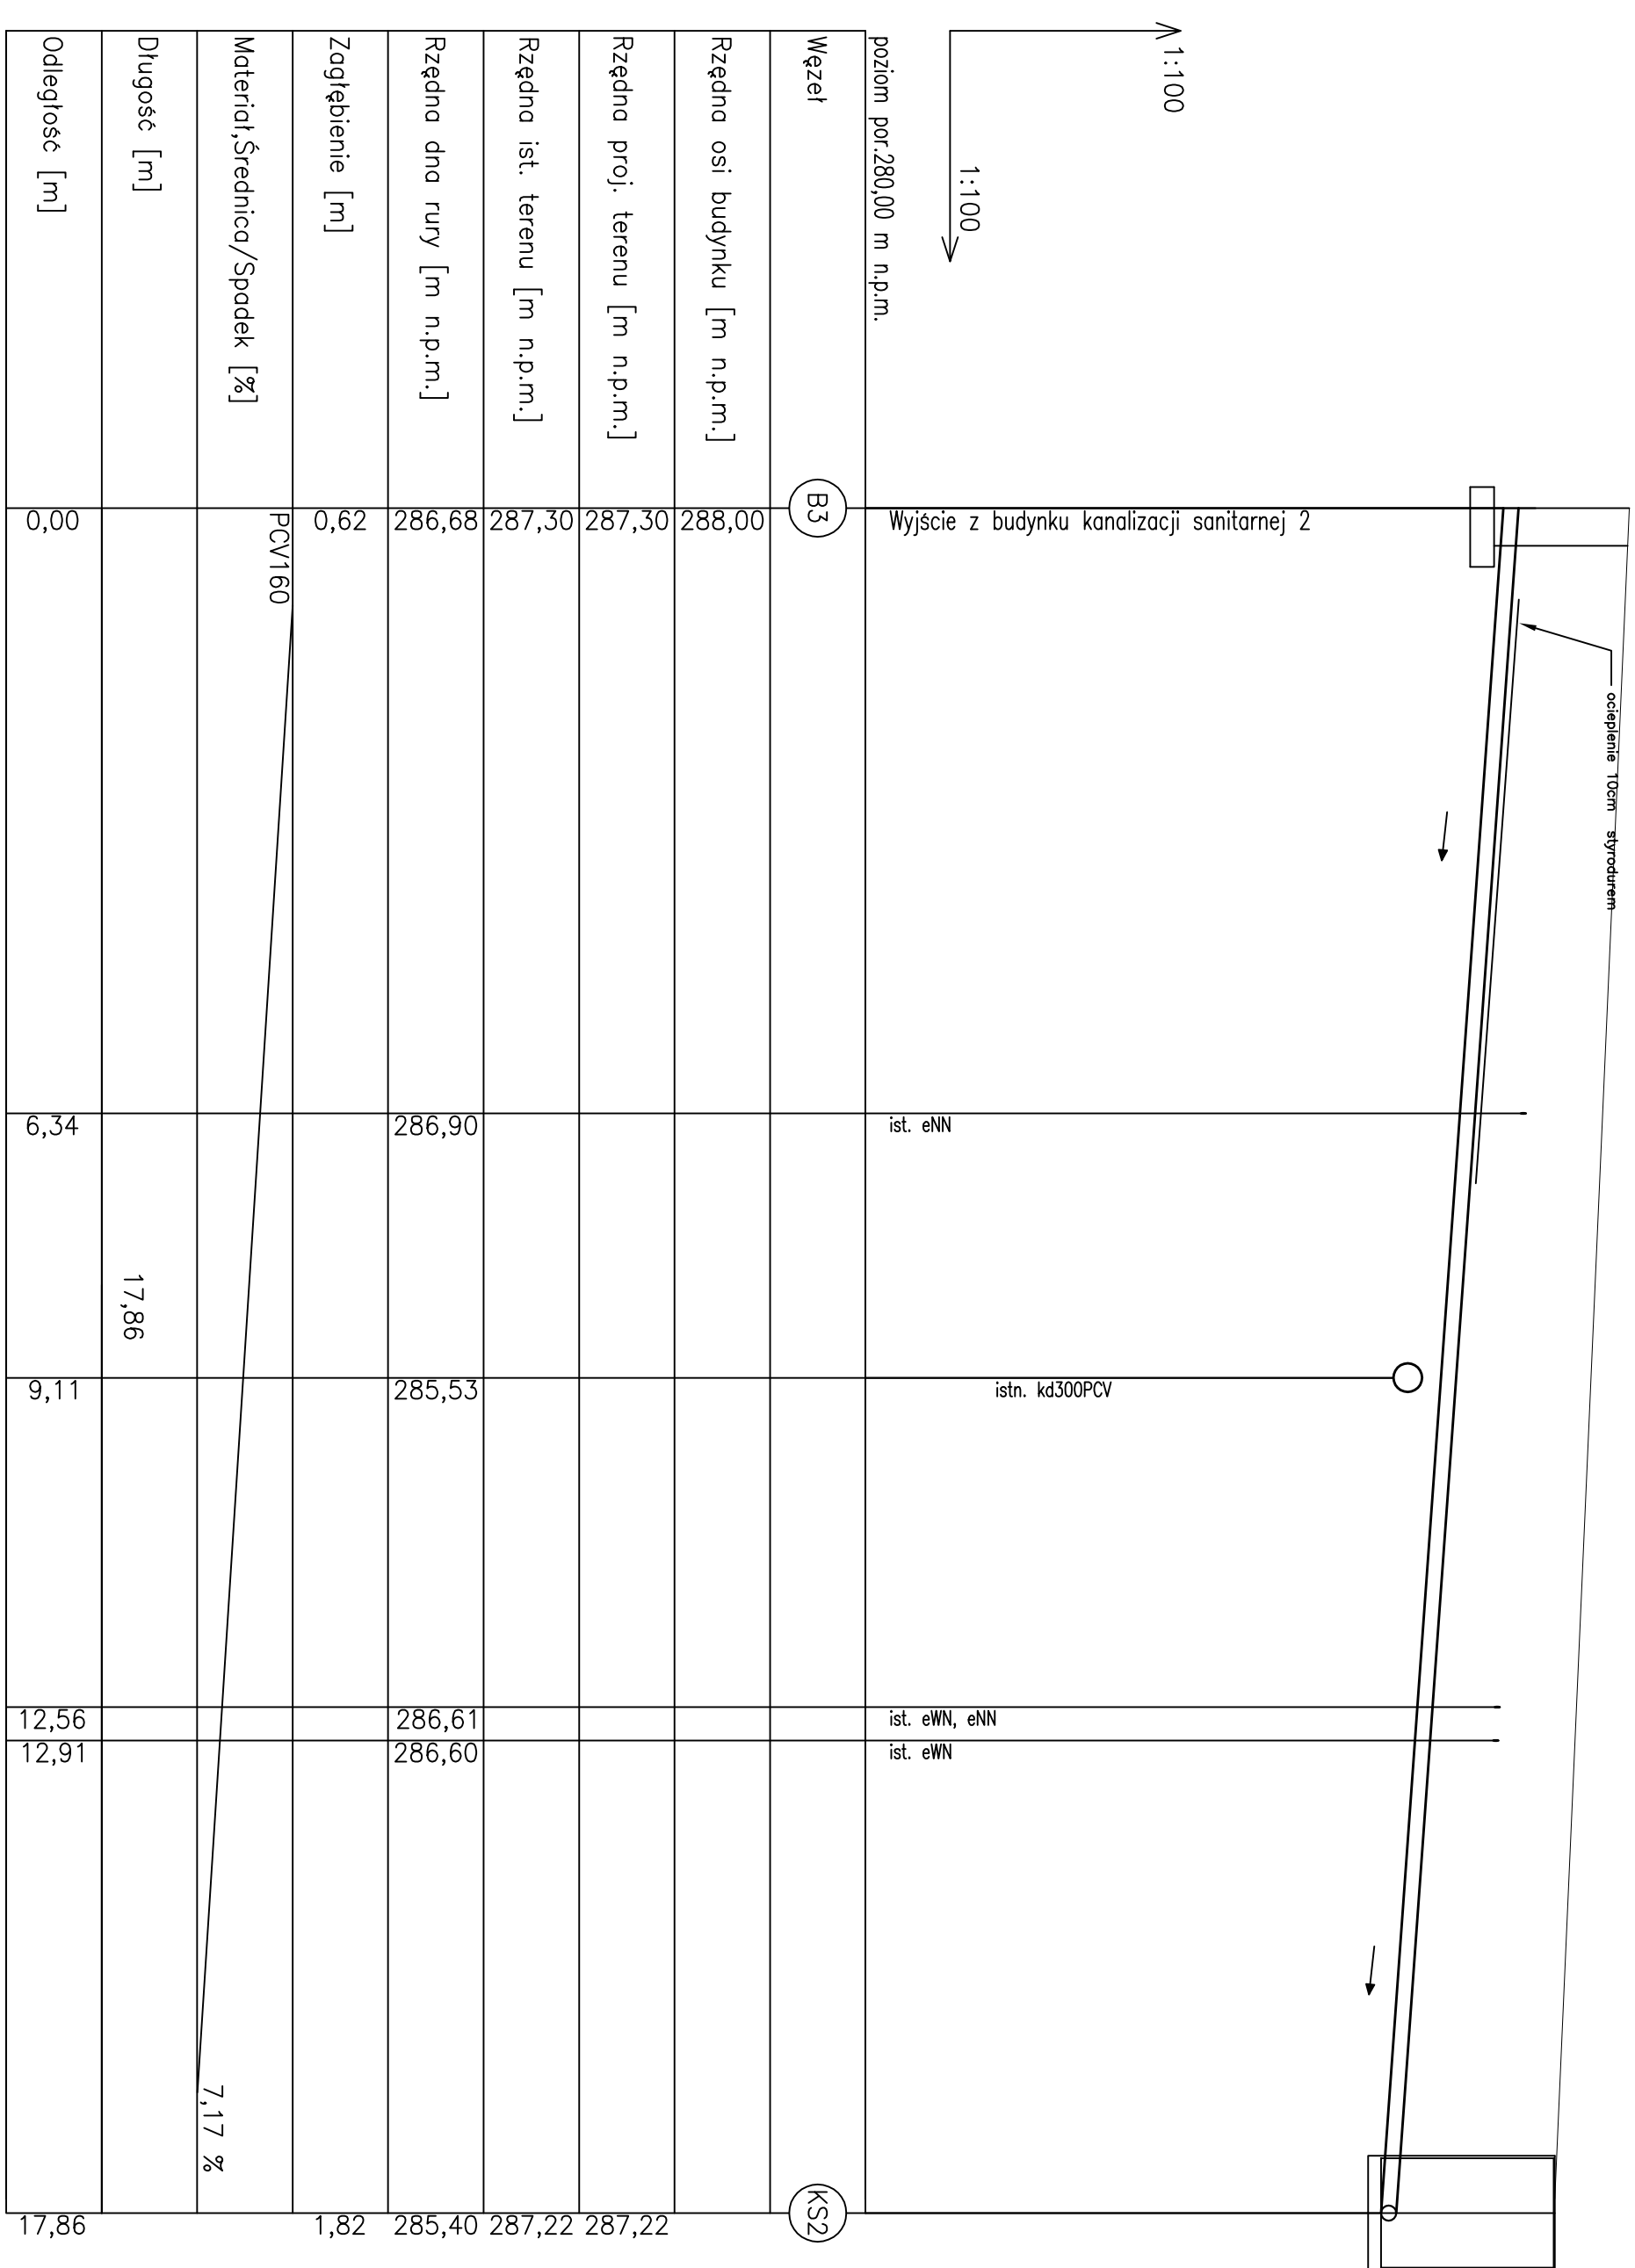 1:100
1:100
ocieplenie 10cm styrodurem
poziom por.280,00 m n.p.m.
Wyjście z budynku kanalizacji sanitarnej 2
ist. eNN
istn. kd300PCV
ist. eWN, eNN
ist. eWN
Węzeł B3 KS2
Rzędna osi budynku [m n.p.m.] 288,00
Rzędna proj. terenu [m n.p.m.] 287,30 287,22
Rzędna ist. terenu [m n.p.m.] 287,30 287,22
Rzędna dna rury [m n.p.m.] 286,68 286,90 285,53 286,61 286,60 285,40
Zagłębienie [m] 0,62 1,82
Materiał,Średnica/Spadek [%] PCV160 7,17 %
Długość [m] 17,86
Odległość [m] 0,00 6,34 9,11 12,56 12,91 17,86